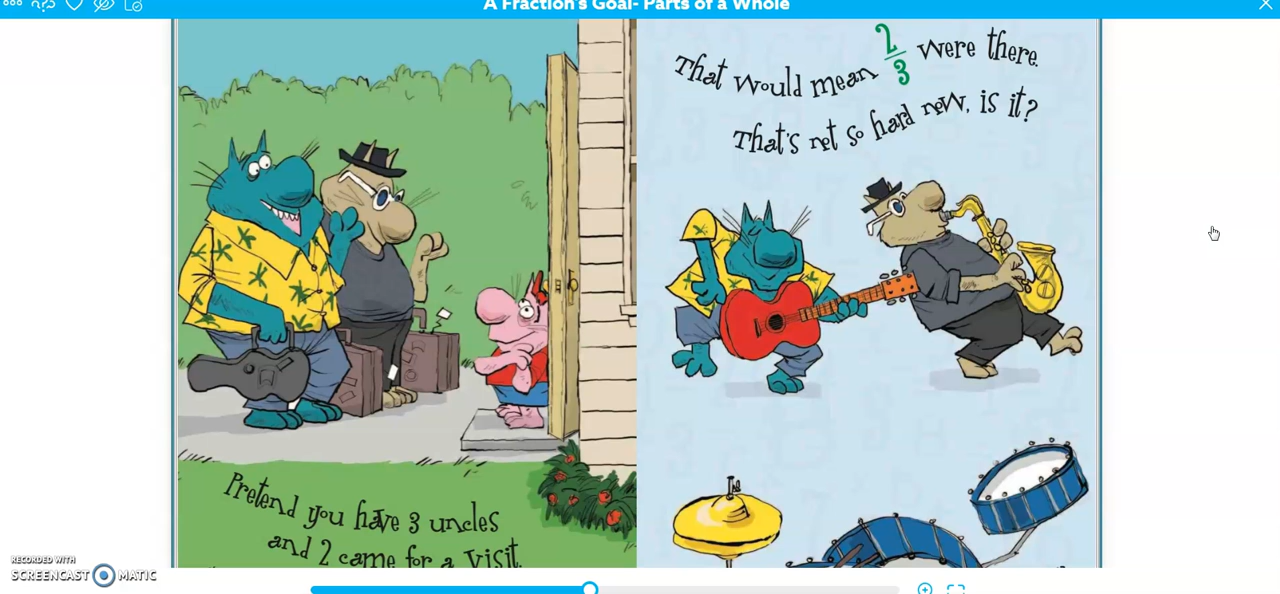 A Fraction's Goal- Parts of a Whole
Pretend you have 3 uncles
and 2 came for a visit.
That would mean 2/3 were there.
That's not so hard now, is it?
RECORDED WITH
SCREENCAST MATIC